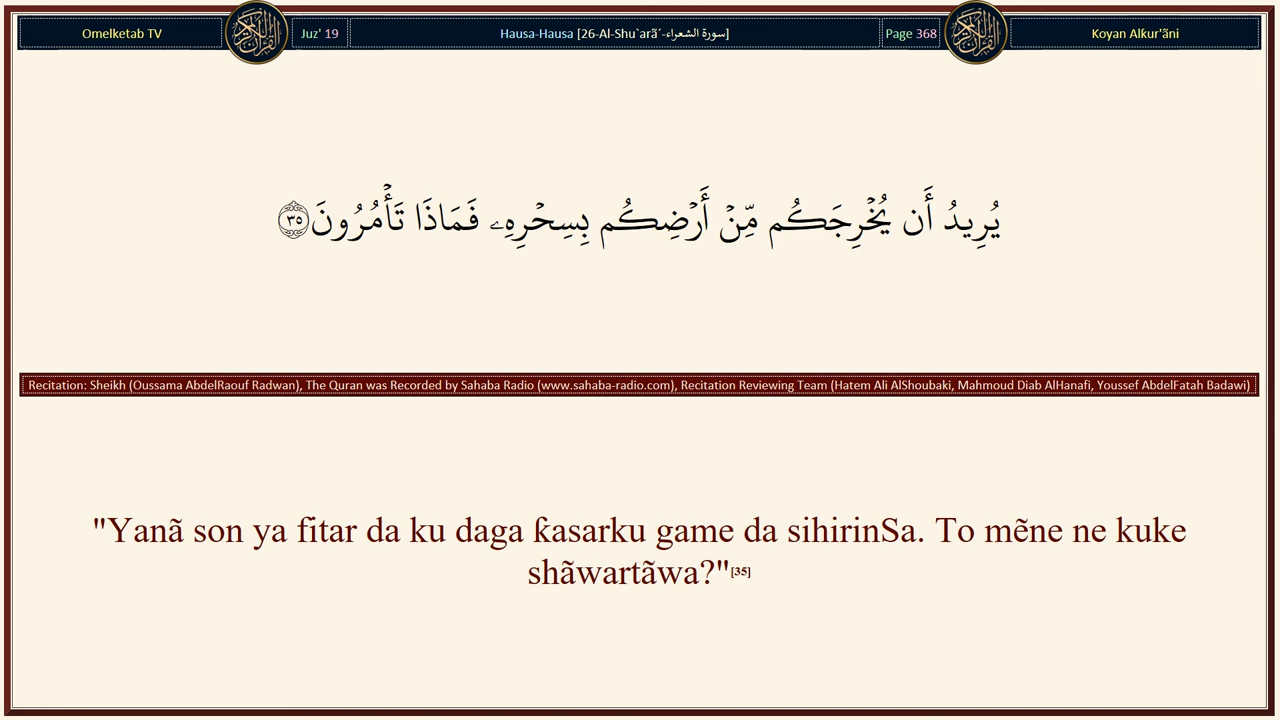 Omelketab TV
Juz' 19
Hausa-Hausa [26-Al-Shu`arã´-سورة الشعراء]
Page 368
Koyan Alƙur'ãni
يُرِيدُ أَن يُخۡرِجَكُم مِّنۡ أَرۡضِكُم بِسِحۡرِهِۦ فَمَاذَا تَأۡمُرُونَ ٣٥
Recitation: Sheikh (Oussama AbdelRaouf Radwan), The Quran was Recorded by Sahaba Radio (www.sahaba-radio.com), Recitation Reviewing Team (Hatem Ali AlShoubaki, Mahmoud Diab AlHanafi, Youssef AbdelFatah Badawi)
"Yanã son ya fitar da ku daga ƙasarku game da sihirinSa. To mẽne ne kuke
shãwartãwa?"[35]